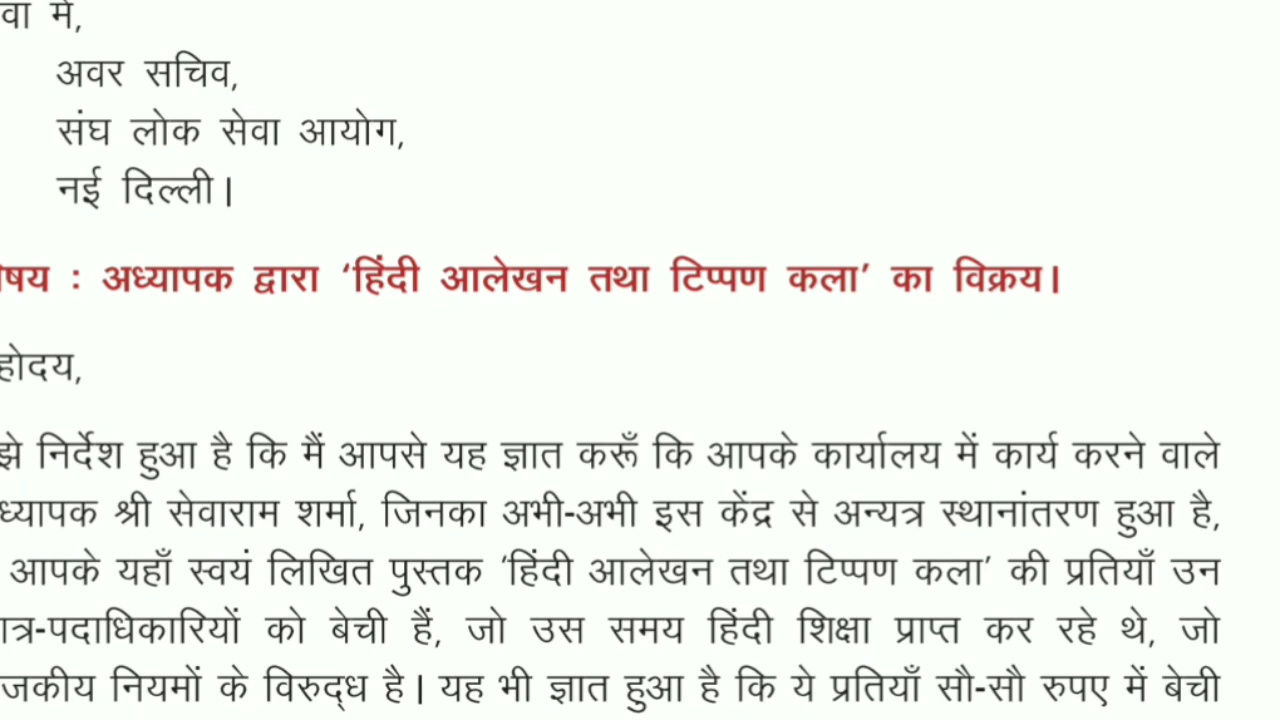 वा में,
अवर सचिव,
संघ लोक सेवा आयोग,
नई दिल्ली।
षय : अध्यापक द्वारा ‘हिंदी आलेखन तथा टिप्पण कला’ का विक्रय।
होदय,
झे निर्देश हुआ है कि मैं आपसे यह ज्ञात करूँ कि आपके कार्यालय में कार्य करने वाले
ध्यापक श्री सेवाराम शर्मा, जिनका अभी-अभी इस केंद्र से अन्यत्र स्थानांतरण हुआ है,
आपके यहाँ स्वयं लिखित पुस्तक ’हिंदी आलेखन तथा टिप्पण कला’ की प्रतियाँ उन
ात्र-पदाधिकारियों को बेची हैं, जो उस समय हिंदी शिक्षा प्राप्त कर रहे थे, जो
जकीय नियमों के विरुद्ध है। यह भी ज्ञात हुआ है कि ये प्रतियाँ सौ-सौ रुपए में बेची